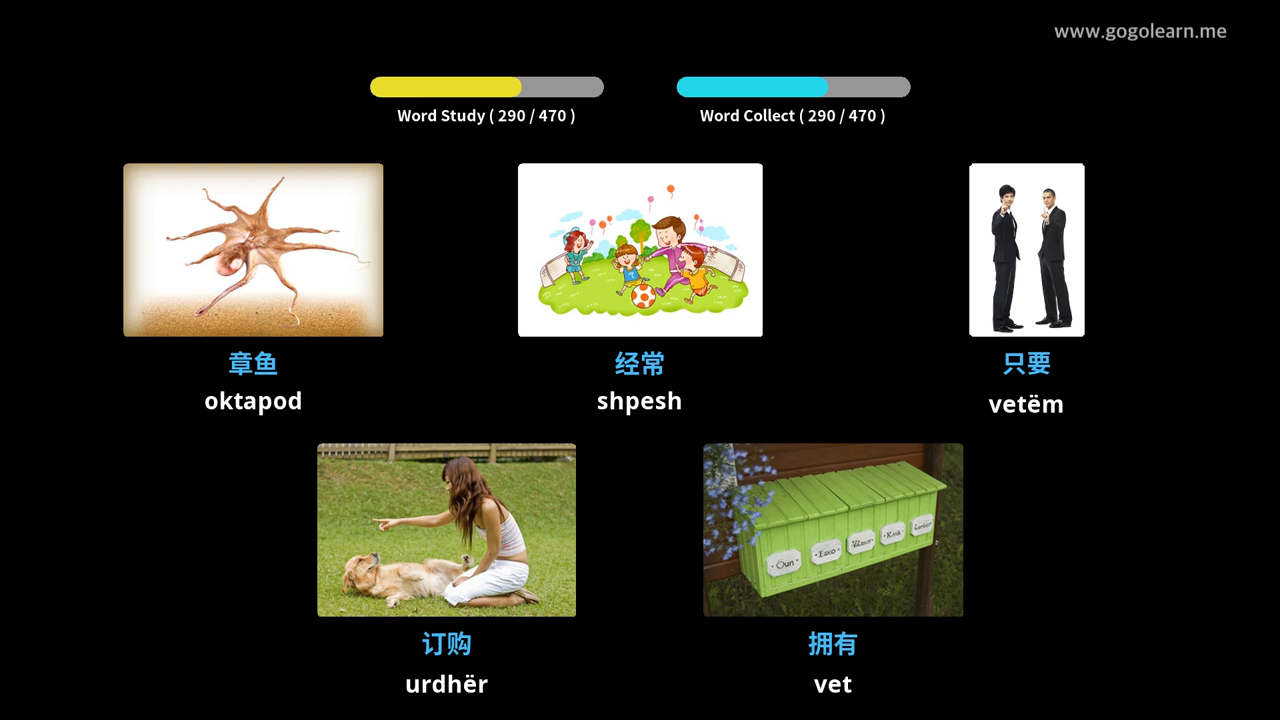 www.gogolearn.me
Word Study ( 290 / 470 )
Word Collect ( 290 / 470 )
章鱼
oktapod
经常
shpesh
只要
vetëm
订购
urdhër
拥有
vet